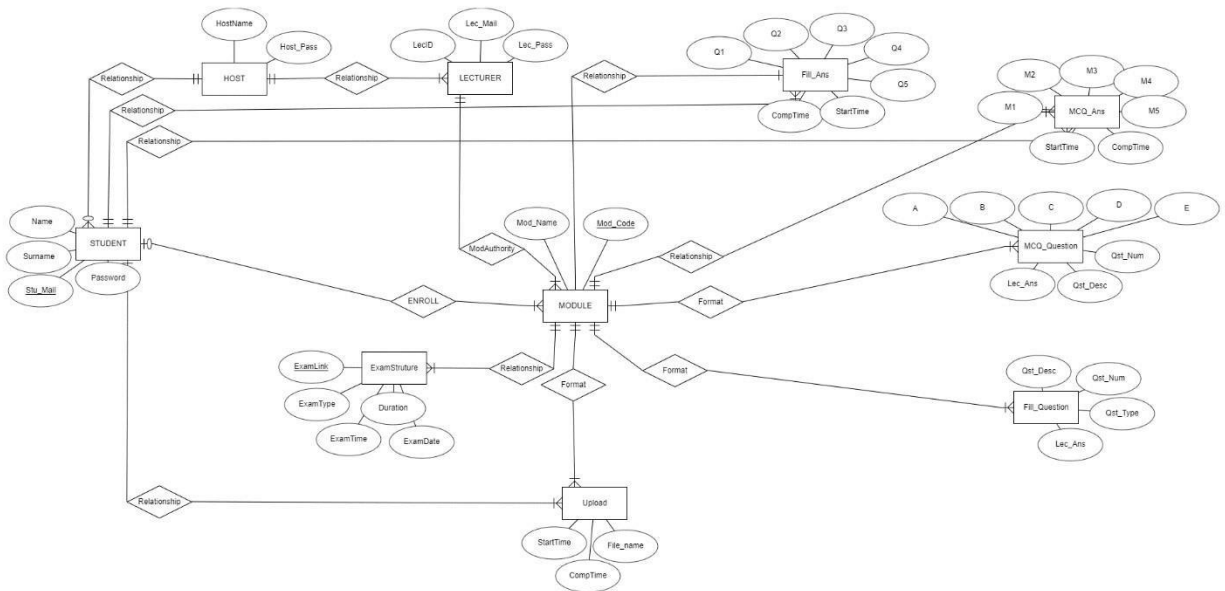 HostName
Host_Pass
Relationship
HOST
Relationship
LecID
Lec_Mail
Lec_Pass
LECTURER
Relationship
Q1
Q2
Q3
Q4
Q5
Fill_Ans
CompTime
StartTime
M1
M2
M3
M4
M5
MCQ_Ans
StartTime
CompTime
Relationship
Relationship
Name
Surname
Stu_Mail
STUDENT
Password
Mod_Name
Mod_Code
ModAuthority
Relationship
A
B
C
D
E
MCQ_Question
Qst_Num
Lec_Ans
Qst_Desc
ENROLL
MODULE
Format
ExamLink
ExamStruture
ExamType
Duration
ExamTime
ExamDate
Relationship
Format
Format
Qst_Desc
Qst_Num
Fill_Question
Qst_Type
Lec_Ans
Relationship
Upload
StartTime
File_name
CompTime